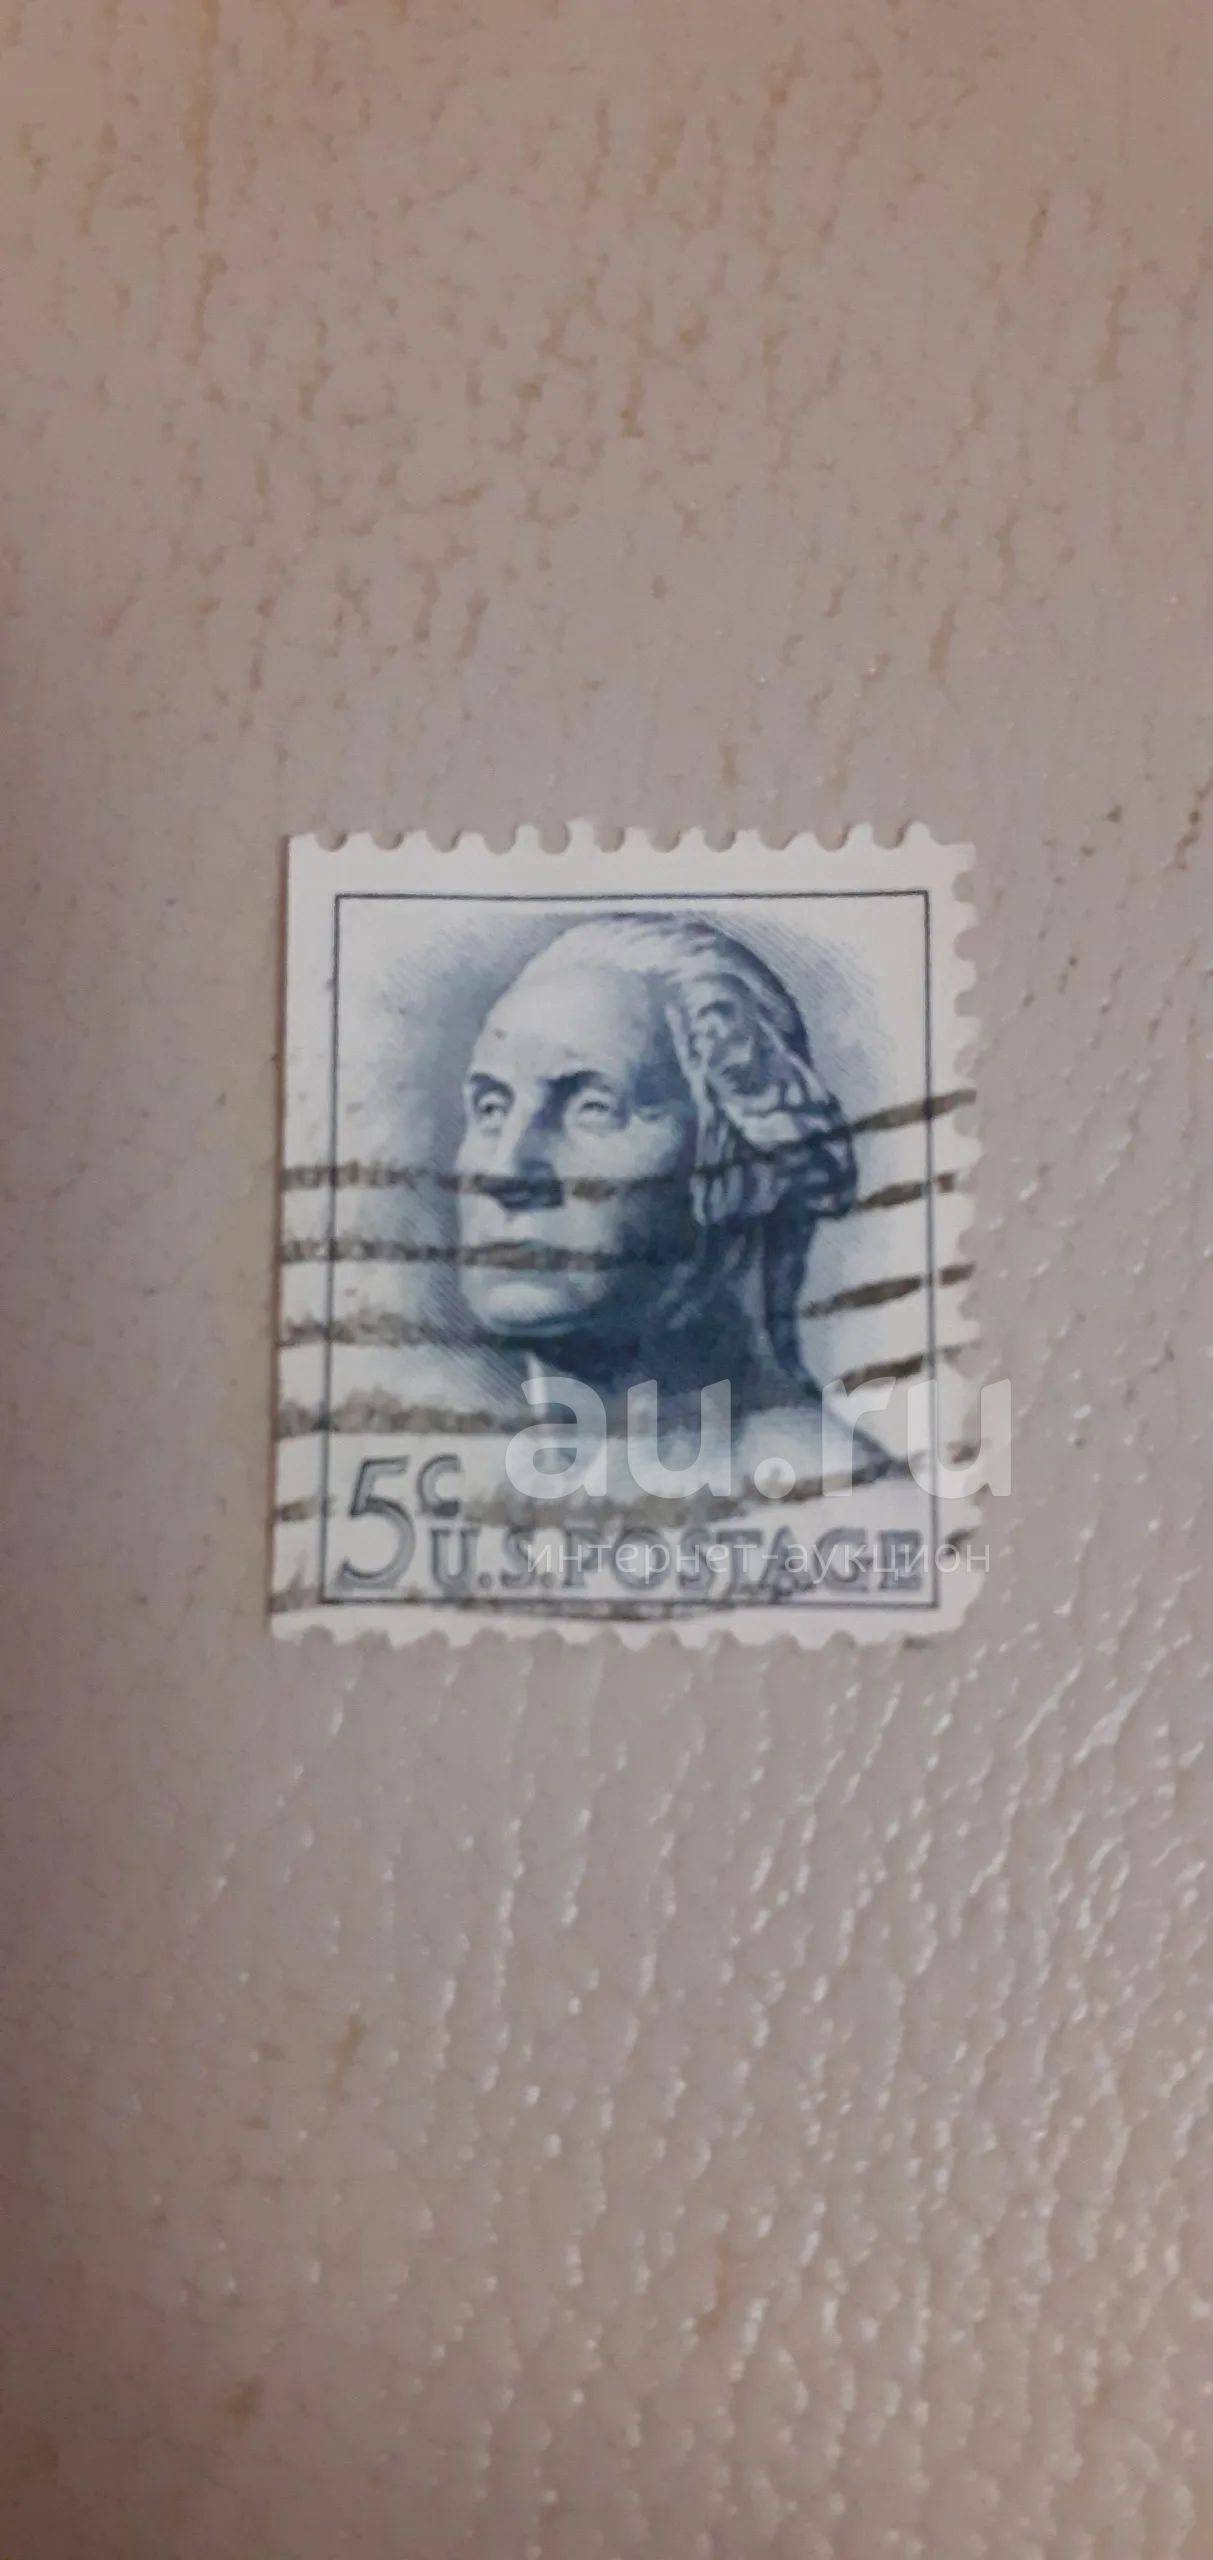 5c
U.S.POSTAGE
au.ru
интернет-аукцион